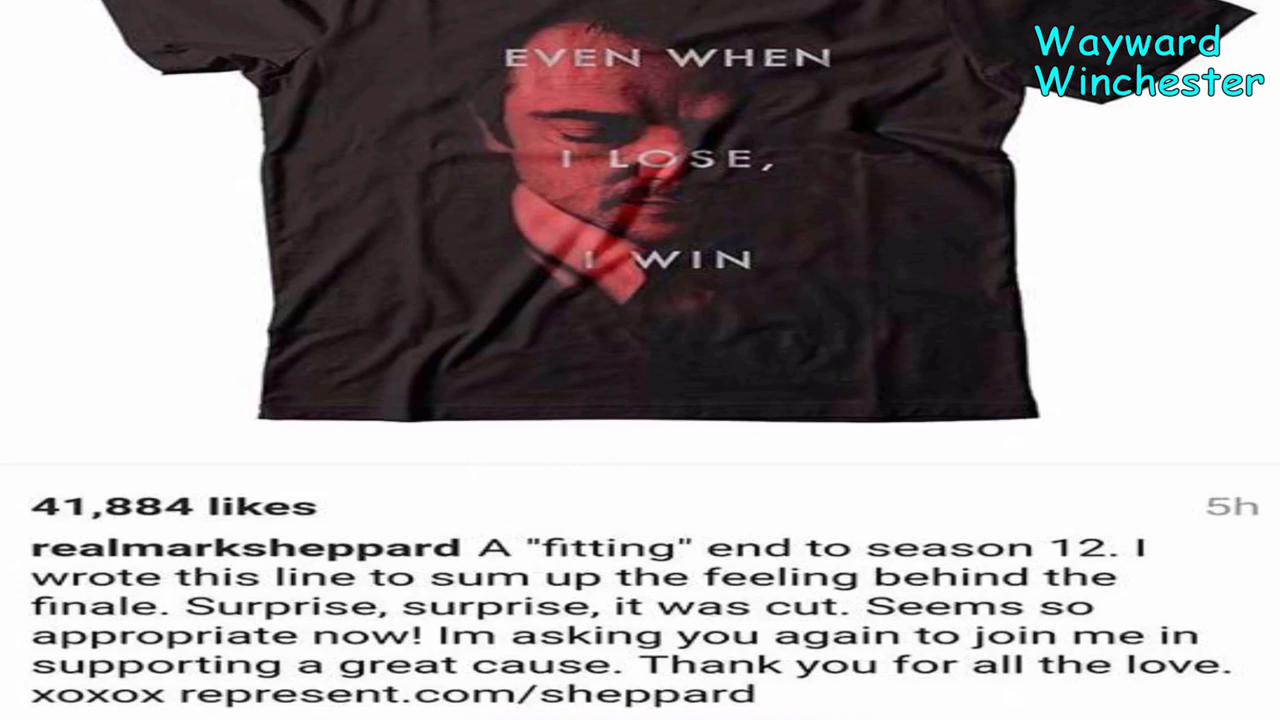 Wayward
Winchester
EVEN WHEN
I LOSE,
I WIN
41,884 likes
5h
realmarksheppard A "fitting" end to season 12. I
wrote this line to sum up the feeling behind the
finale. Surprise, surprise, it was cut. Seems so
appropriate now! Im asking you again to join me in
supporting a great cause. Thank you for all the love.
xoxox represent.com/sheppard